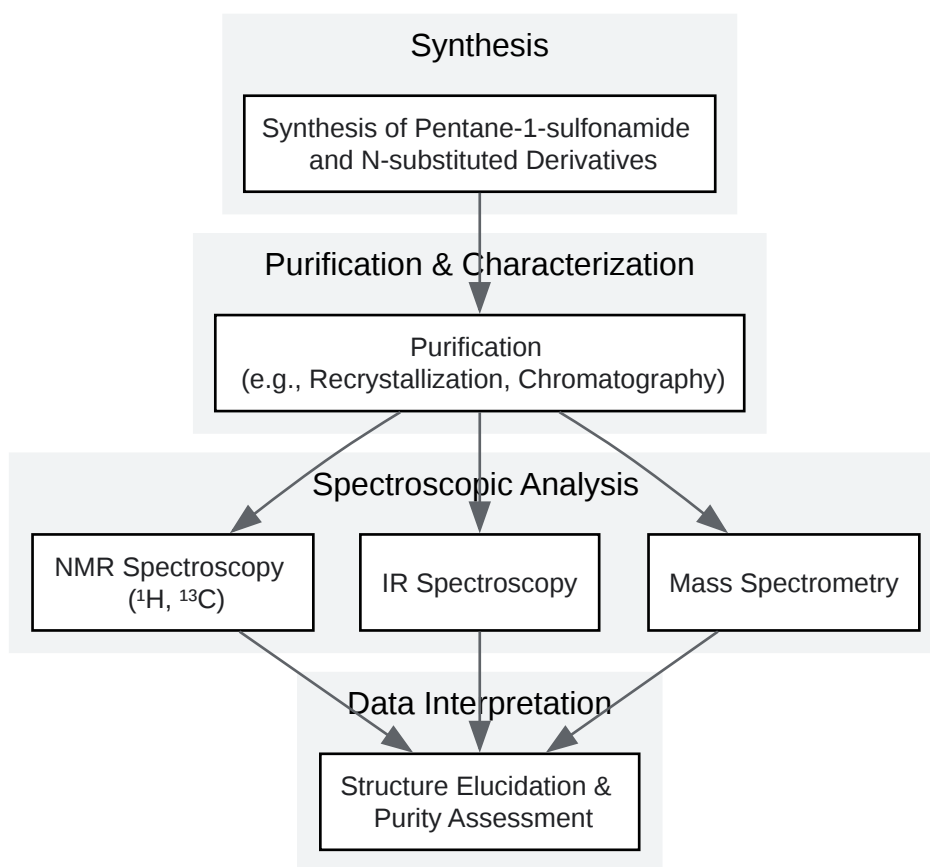 Synthesis
Synthesis of Pentane-1-sulfonamide
and N-substituted Derivatives
Purification & Characterization
Purification
(e.g., Recrystallization, Chromatography)
Spectroscopic Analysis
NMR Spectroscopy
(¹H, ¹³C)
IR Spectroscopy
Mass Spectrometry
Data Interpretation
Structure Elucidation &
Purity Assessment